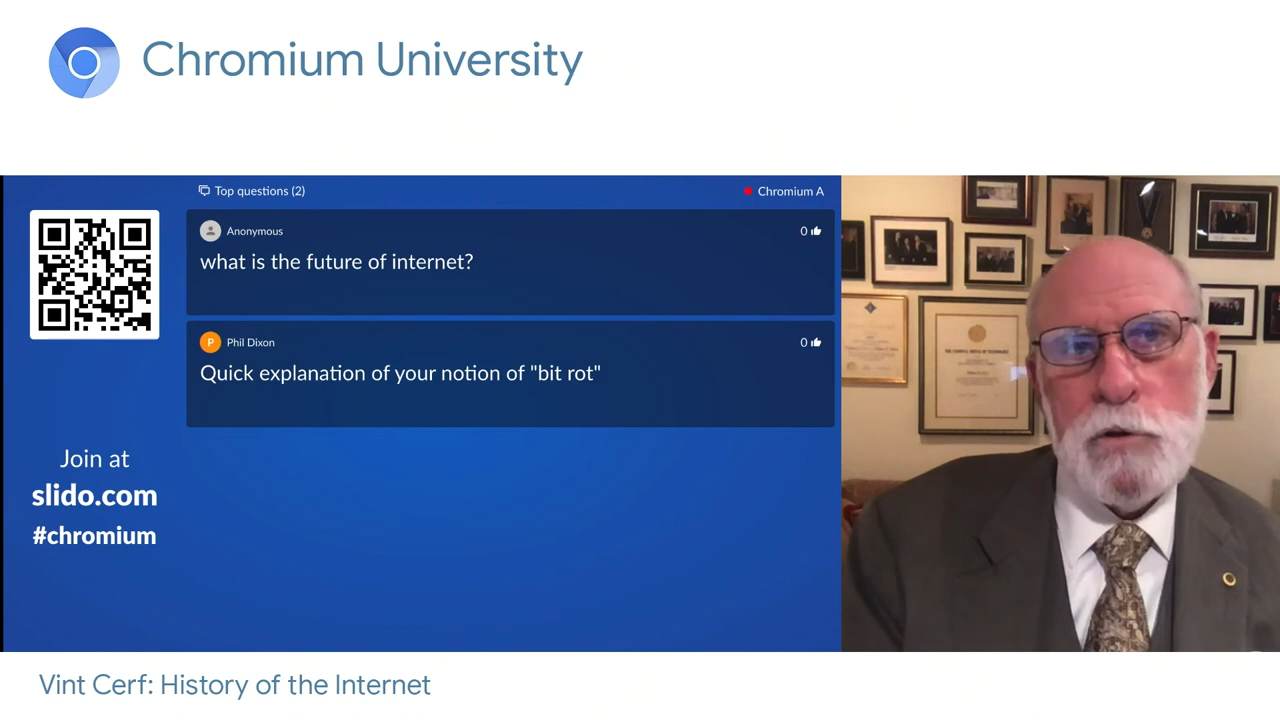 Chromium University
Top questions (2)
Chromium A
Anonymous
0
what is the future of internet?
P
Phil Dixon
0
Quick explanation of your notion of "bit rot"
Join at
slido.com
#chromium
Vint Cerf: History of the Internet